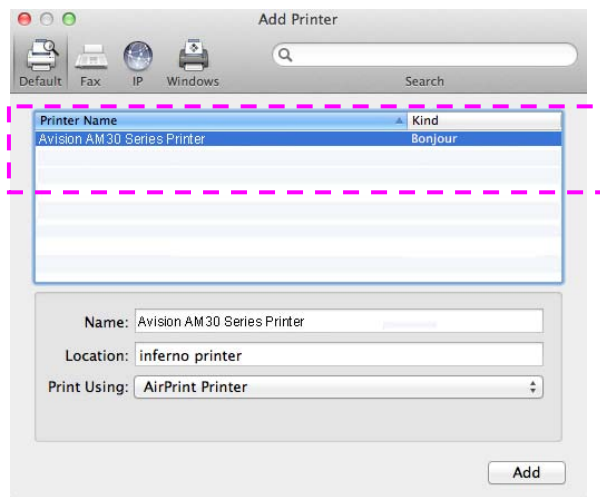 Add Printer
Default Fax IP Windows Search
Printer Name Kind
Avision AM30 Series Printer Bonjour
Name: Avision AM30 Series Printer
Location: inferno printer
Print Using: AirPrint Printer
Add